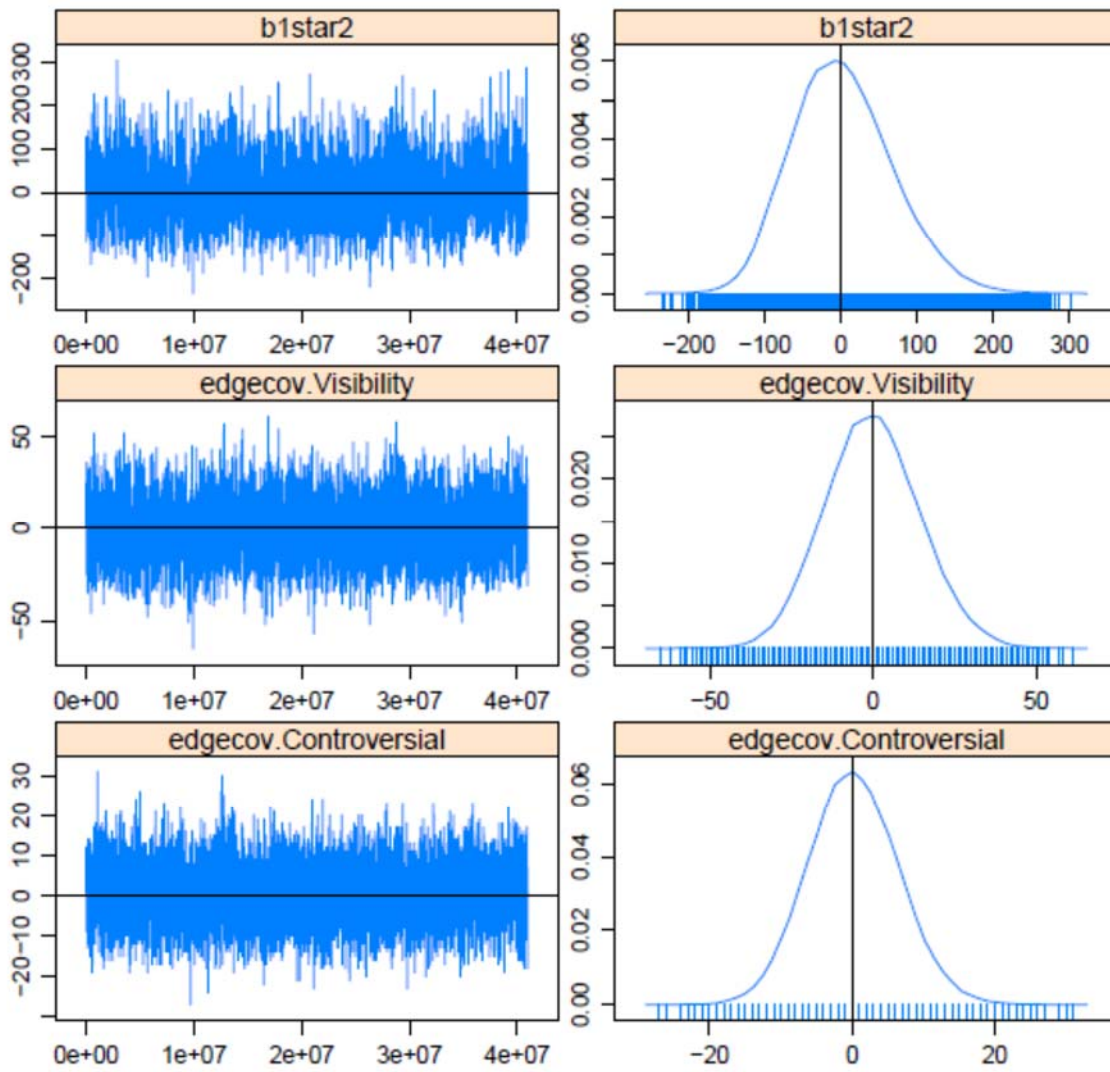 b1star2
b1star2
300
200
100
0
−200
0e+00 1e+07 2e+07 3e+07 4e+07
0.006
0.004
0.002
0.000
−200 −100 0 100 200 300
edgecov.Visibility
edgecov.Visibility
50
0
−50
0e+00 1e+07 2e+07 3e+07 4e+07
0.020
0.010
0.000
−50 0 50
edgecov.Controversial
edgecov.Controversial
30
20
10
0
−10
−20
0e+00 1e+07 2e+07 3e+07 4e+07
0.06
0.04
0.02
0.00
−20 0 20